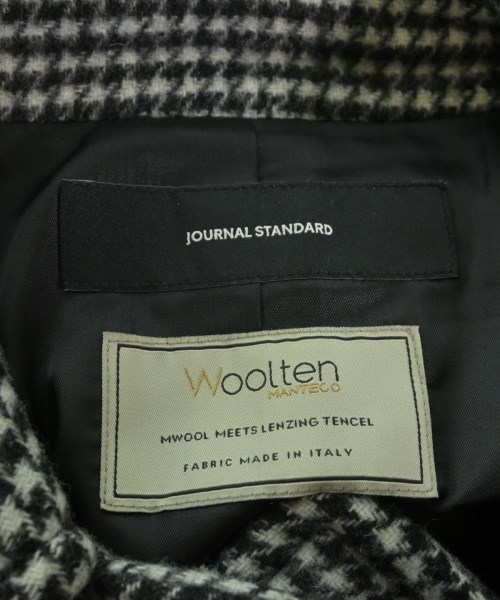 JOURNAL STANDARD
Woolten
MANTECO
MWOOL MEETS LENZING TENCEL
FABRIC MADE IN ITALY